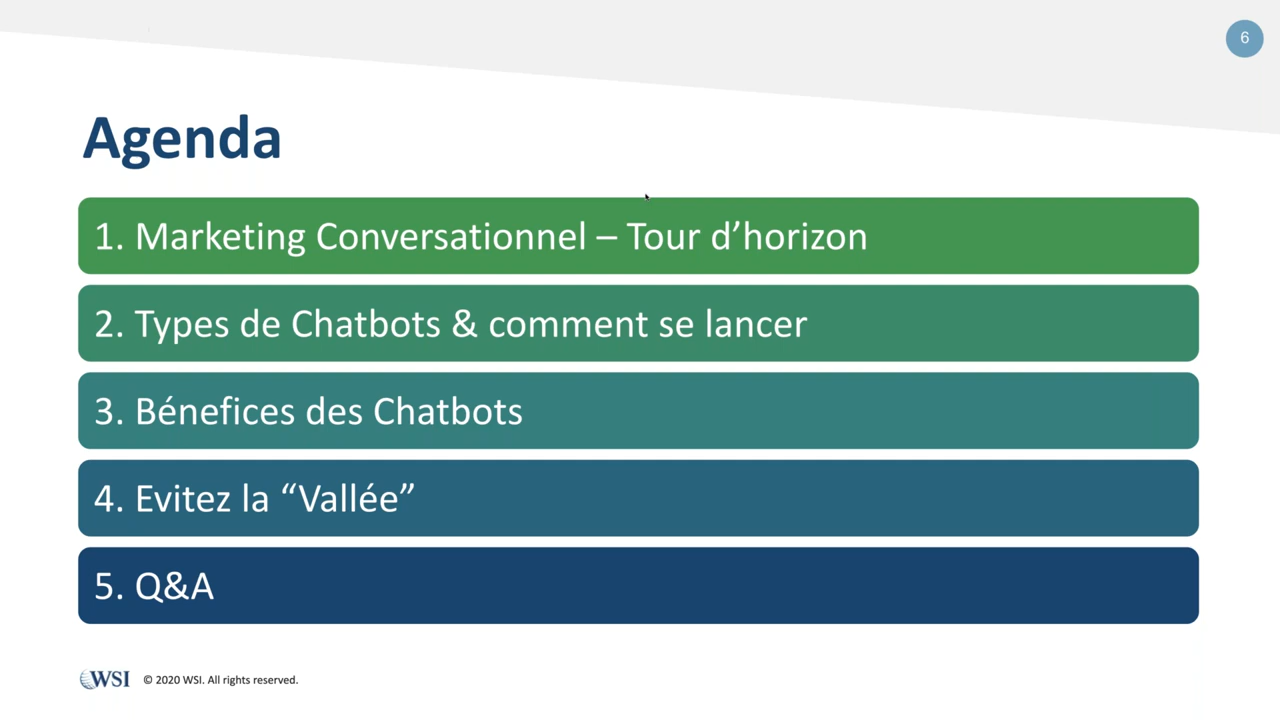 6
Agenda
1. Marketing Conversationnel – Tour d’horizon
2. Types de Chatbots & comment se lancer
3. Bénefices des Chatbots
4. Evitez la “Vallée”
5. Q&A
WSI © 2020 WSI. All rights reserved.